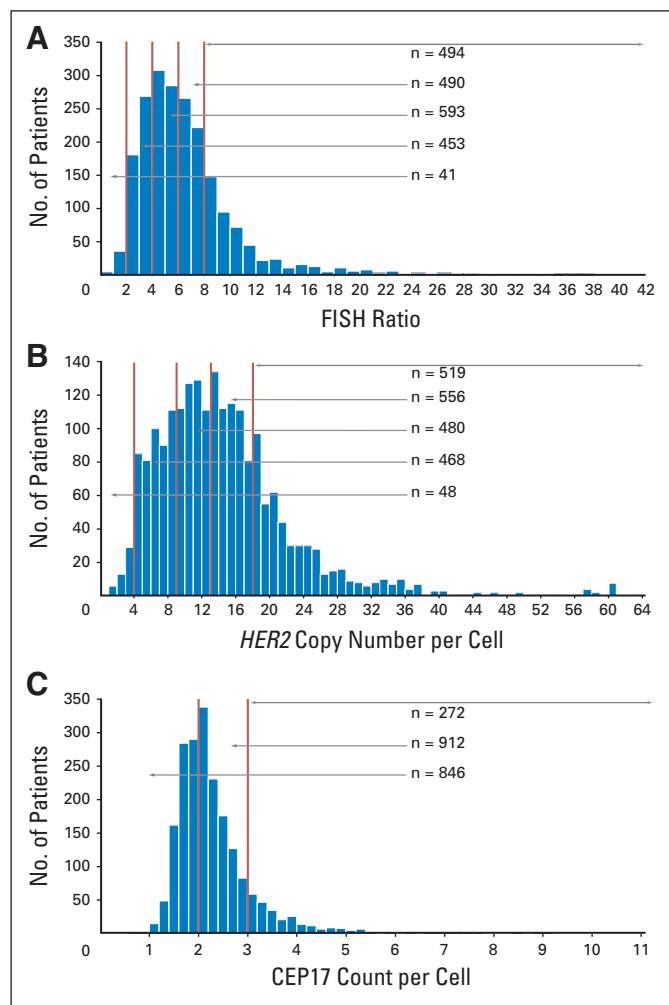 A
350
300
250
200
150
100
50
0
No. of Patients
n = 494
n = 490
n = 593
n = 453
n = 41
2 4 6 8 10 12 14 16 18 20 22 24 26 28 30 32 34 36 38 40 42
FISH Ratio
B
140
120
100
80
60
40
20
0
No. of Patients
n = 519
n = 556
n = 480
n = 468
n = 48
4 8 12 16 20 24 28 32 36 40 44 48 52 56 60 64
HER2 Copy Number per Cell
C
350
300
250
200
150
100
50
0
No. of Patients
n = 272
n = 912
n = 846
1 2 3 4 5 6 7 8 9 10 11
CEP17 Count per Cell